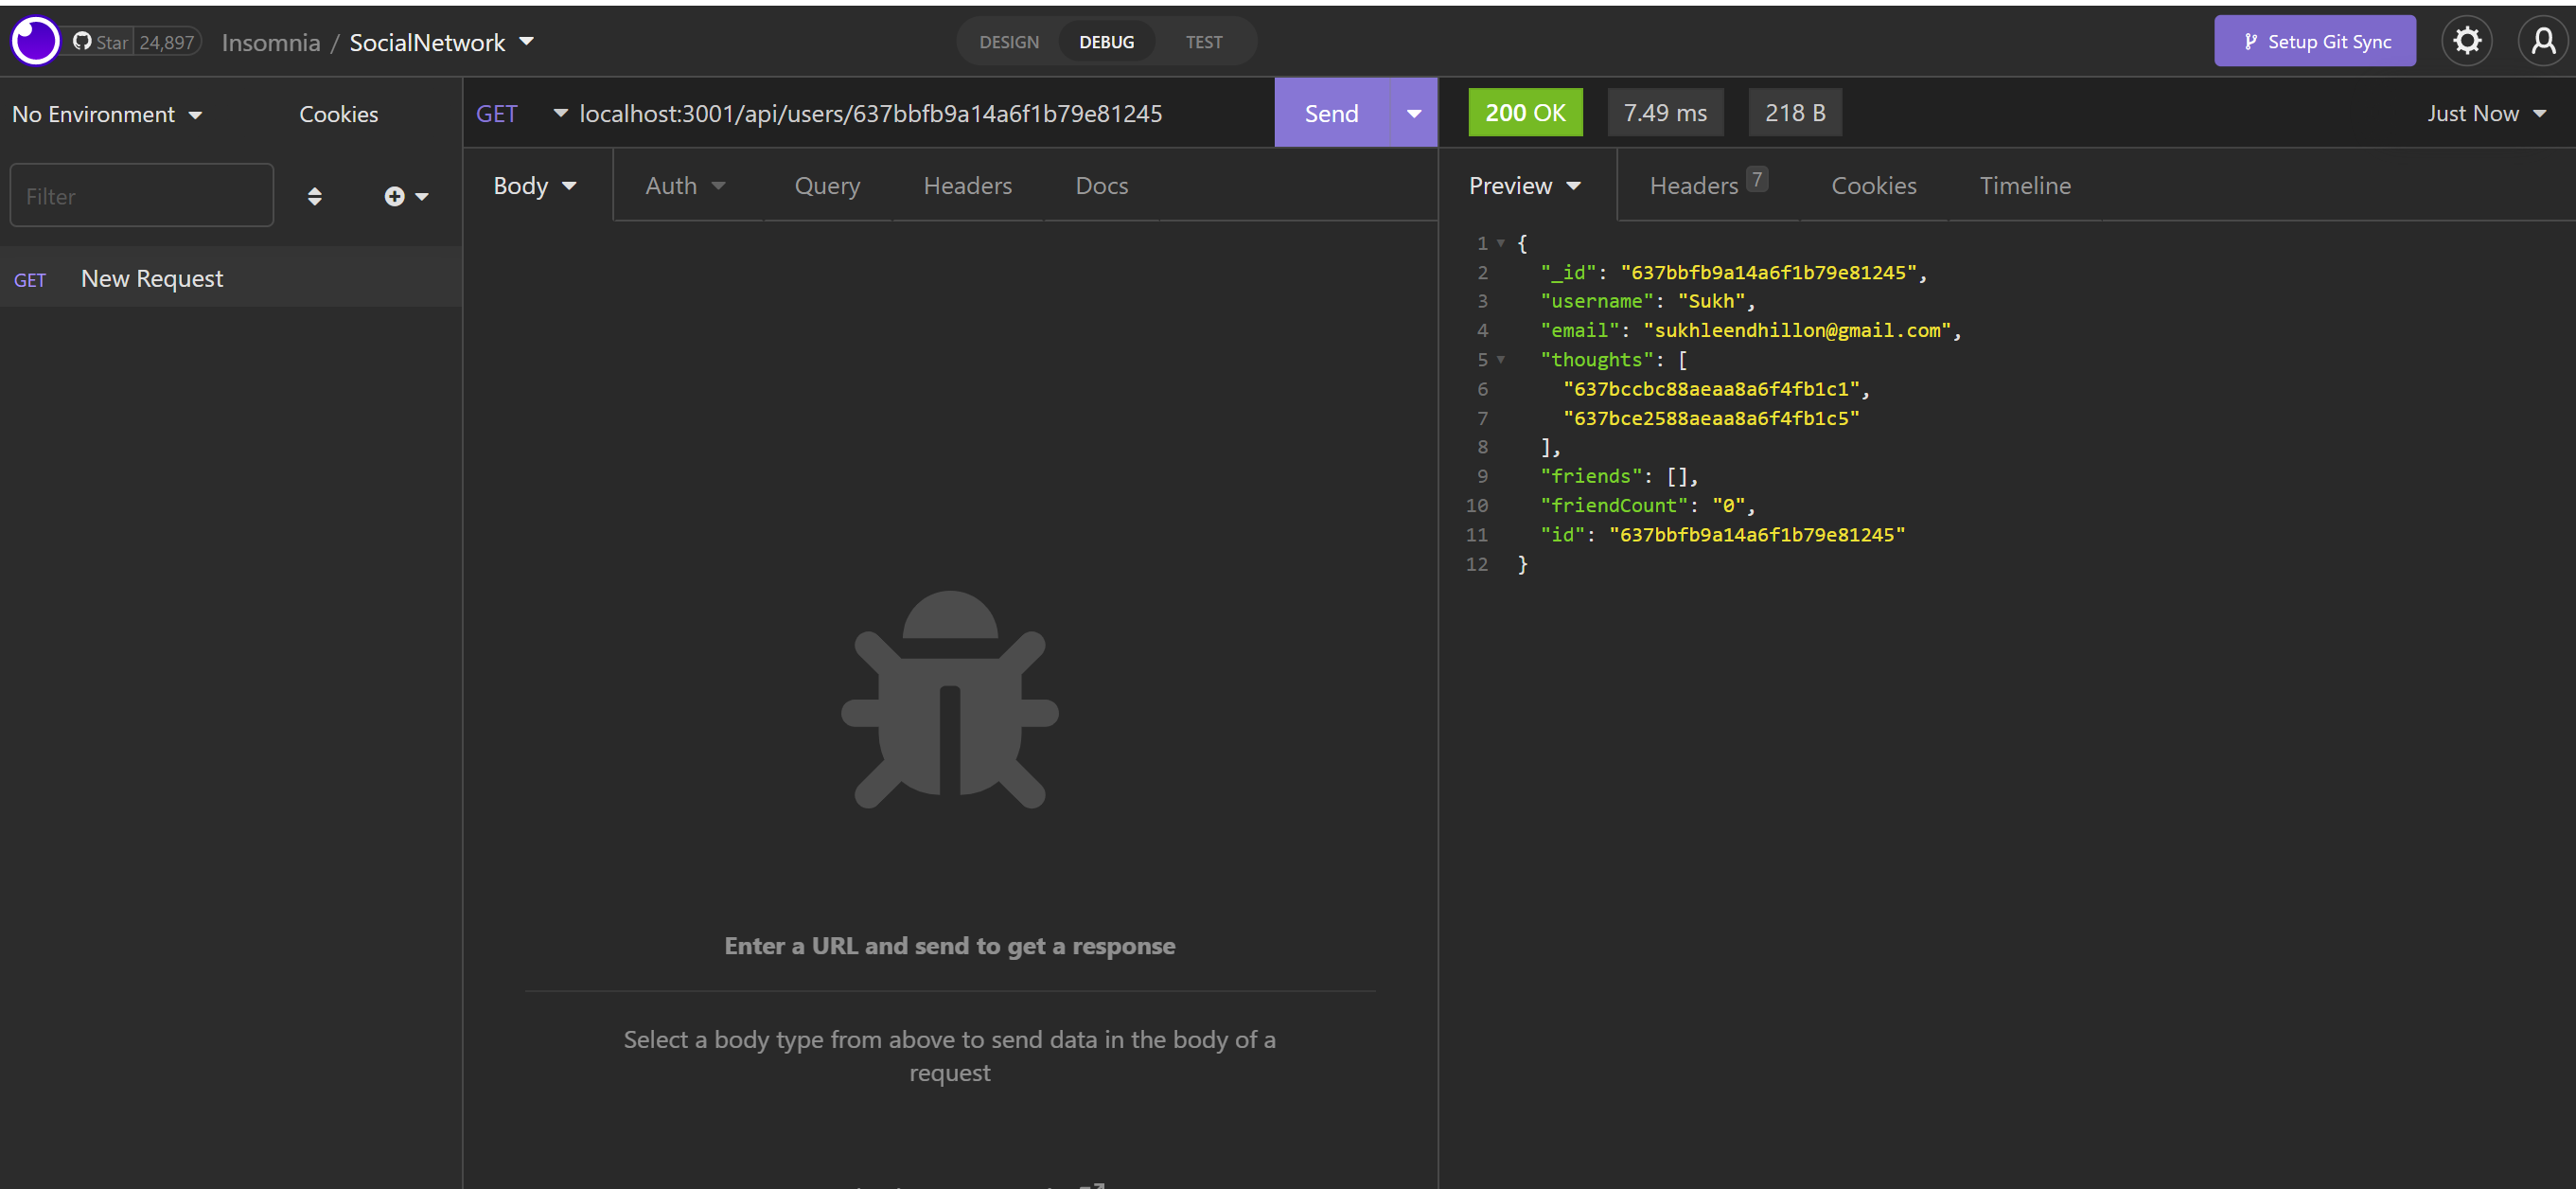 Star 24,897 Insomnia / SocialNetwork DESIGN DEBUG TEST Setup Git Sync
No Environment Cookies
Filter
GET New Request
GET localhost:3001/api/users/637bbfb9a14a6f1b79e81245 Send
Body Auth Query Headers Docs
Enter a URL and send to get a response
Select a body type from above to send data in the body of a
request
200 OK 7.49 ms 218 B Just Now
Preview Headers 7 Cookies Timeline
1 {
2 "_id": "637bbfb9a14a6f1b79e81245",
3 "username": "Sukh",
4 "email": "sukhleendhillon@gmail.com",
5 "thoughts": [
6 "637bccbc88aeaa8a6f4fb1c1",
7 "637bce2588aeaa8a6f4fb1c5"
8 ],
9 "friends": [],
10 "friendCount": "0",
11 "id": "637bbfb9a14a6f1b79e81245"
12 }